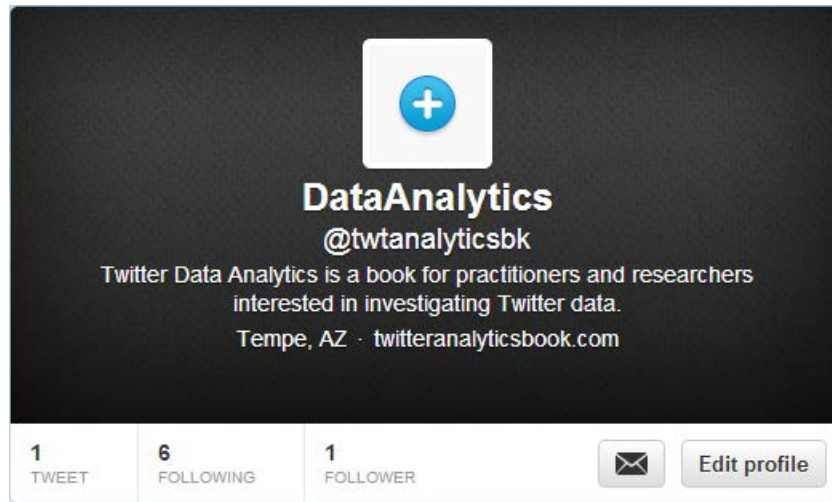 DataAnalytics
@twtanalyticsbk
Twitter Data Analytics is a book for practitioners and researchers
interested in investigating Twitter data.
Tempe, AZ · twitteranalyticsbook.com
1 6 1
TWEET FOLLOWING FOLLOWER
Edit profile